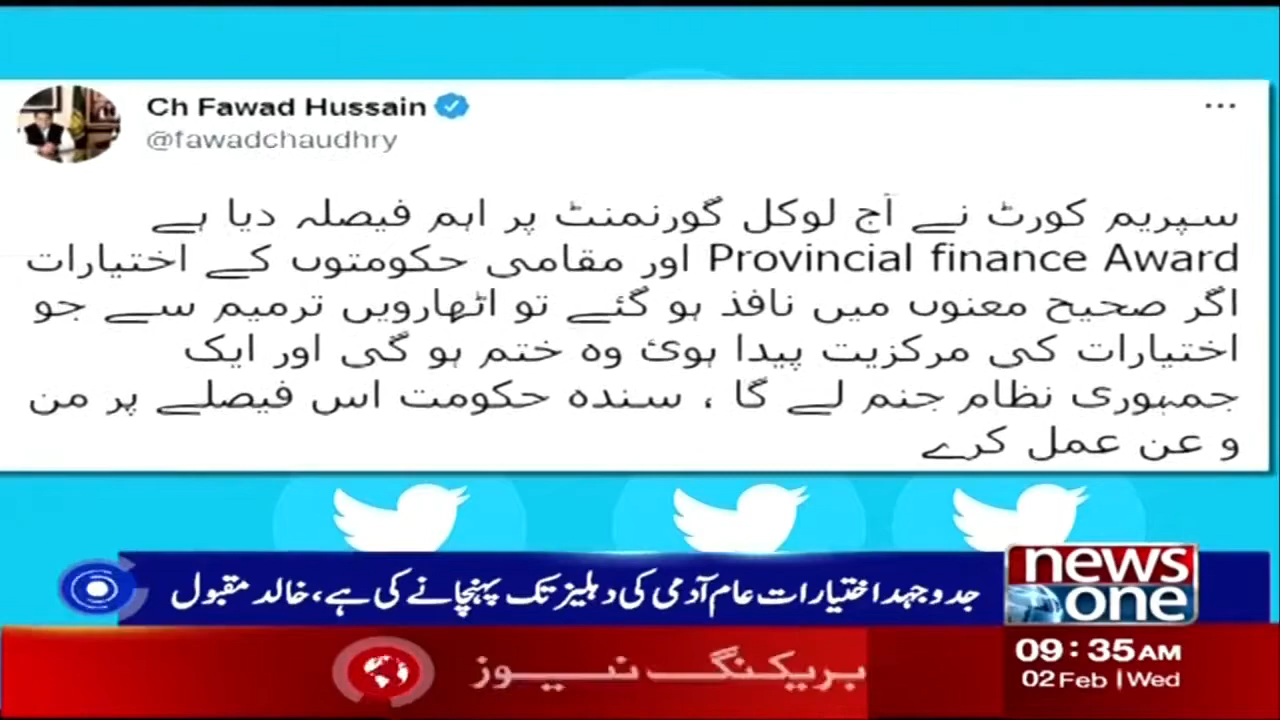 Ch Fawad Hussain
@fawadchaudhry
سپریم کورٹ نے آج لوکل گورنمنٹ پر اہم فیصلہ دیا ہے
Provincial finance Award اور مقامی حکومتوں کے اختیارات
اگر صحیح معنوں میں نافذ ہو گئے تو اٹھارویں ترمیم سے جو
اختیارات کی مرکزیت پیدا ہوئ وہ ختم ہو گی اور ایک
جمہوری نظام جنم لے گا ، سندہ حکومت اس فیصلے پر من
و عن عمل کرے
جدوجہد اختیارات عام آدمی کی دہلیز تک پہنچانے کی ہے، خالد مقبول
news
one
بریکنگ نیوز
09:35AM
02Feb | Wed